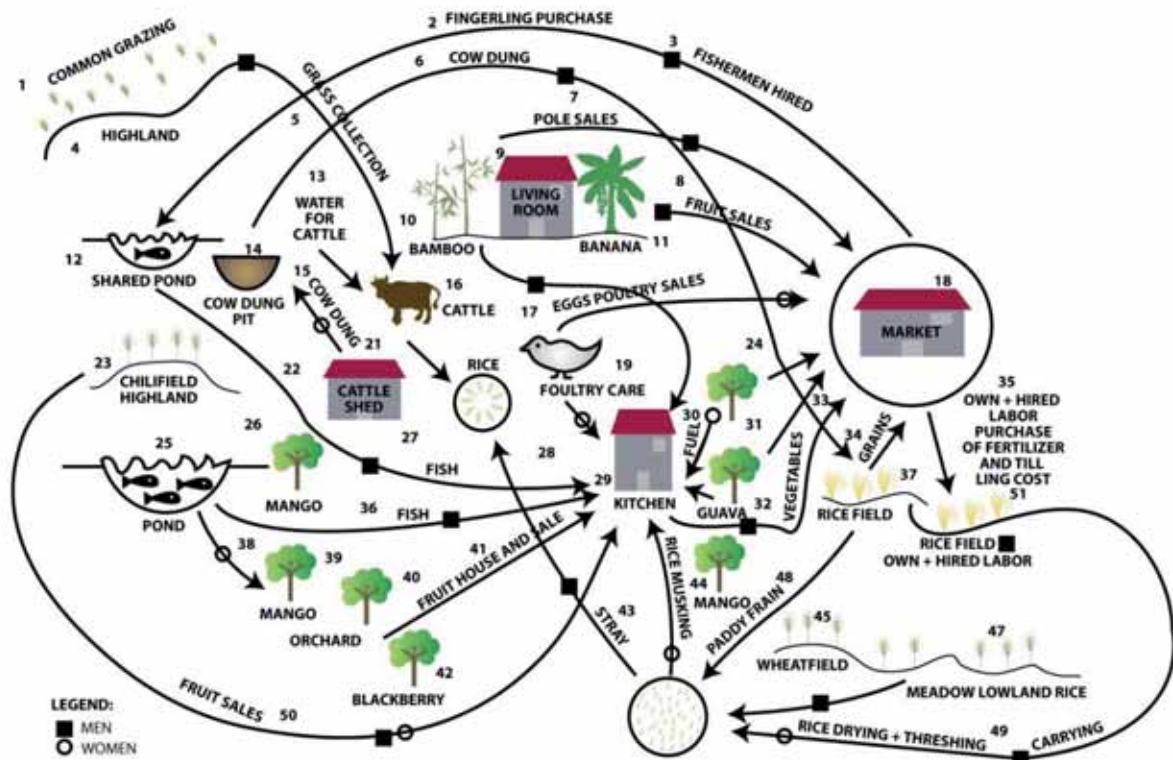 2 FINGERLING PURCHASE
3
FISHERMEN HIRED
1 COMMON GRAZING
6 COW DUNG
7
5
GRASS COLLECTION
4
HIGHLAND
POLE SALES
9
LIVING
ROOM
8
FRUIT SALES
13
WATER
FOR
CATTLE
10
BAMBOO
BANANA
11
12
SHARED POND
14
COW DUNG
PIT
15
COW DUNG
16
CATTLE
17
EGGS POULTRY SALES
18
MARKET
23
CHILIFIELD
HIGHLAND
22
21
CATTLE
SHED
RICE
19
FOULTRY CARE
24
33
35
OWN + HIRED
LABOR
PURCHASE
OF FERTILIZER
AND TILL
LING COST
25
POND
26
MANGO
27
FISH
28
29
KITCHEN
30
FUEL
31
GUAVA
32
VEGETABLES
34
GRAINS
37
RICE FIELD
51
RICE FIELD
OWN + HIRED LABOR
36
FISH
38
39
MANGO
40
ORCHARD
41
FRUIT HOUSE AND SALE
42
BLACKBERRY
43
STRAY
RICE MUSKING
44
MANGO
48
PADDY FRAIN
45
WHEATFIELD
47
MEADOW LOWLAND RICE
FRUIT SALES
50
RICE DRYING + THRESHING
49
CARRYING
LEGEND:
MEN
WOMEN